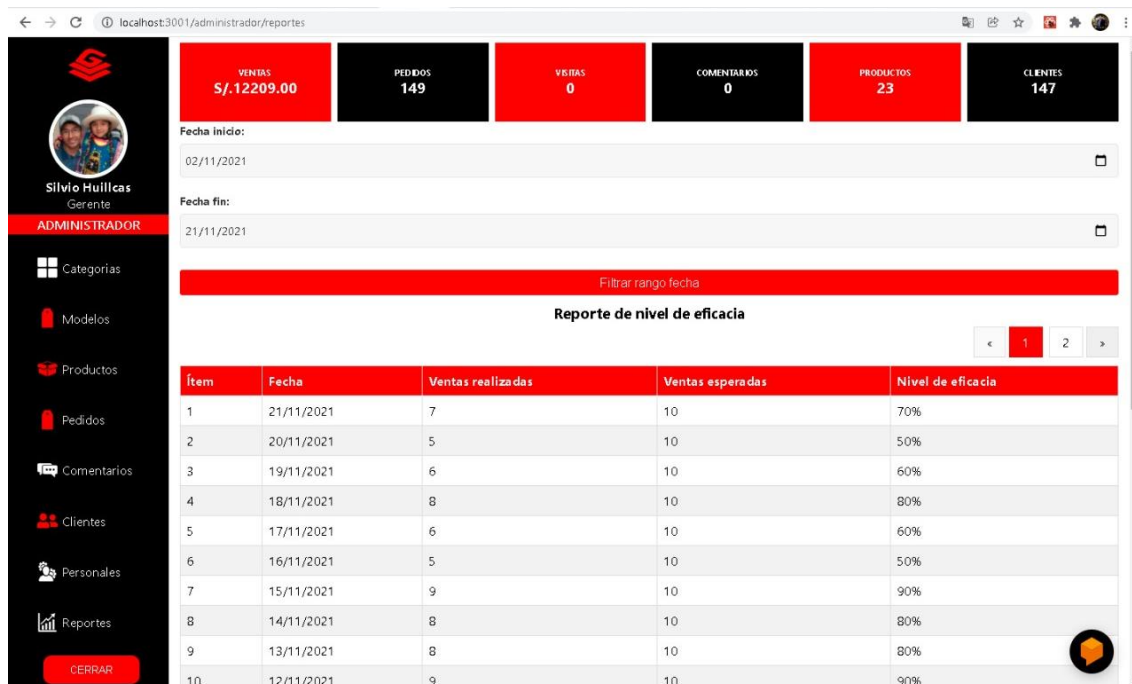 localhost:3001/administrador/reportes
VENTAS
S/.12209.00
PEDIDOS
149
VISITAS
0
COMENTARIOS
0
PRODUCTOS
23
CLIENTES
147
Silvio Huillcas
Gerente
ADMINISTRADOR
Categorias
Modelos
Productos
Pedidos
Comentarios
Clientes
Personales
Reportes
CERRAR
Fecha inicio:
02/11/2021
Fecha fin:
21/11/2021
Filtrar rango fecha
Reporte de nivel de eficacia
« 1 2 »
Ítem Fecha Ventas realizadas Ventas esperadas Nivel de eficacia
1 21/11/2021 7 10 70%
2 20/11/2021 5 10 50%
3 19/11/2021 6 10 60%
4 18/11/2021 8 10 80%
5 17/11/2021 6 10 60%
6 16/11/2021 5 10 50%
7 15/11/2021 9 10 90%
8 14/11/2021 8 10 80%
9 13/11/2021 8 10 80%
10 12/11/2021 9 10 90%